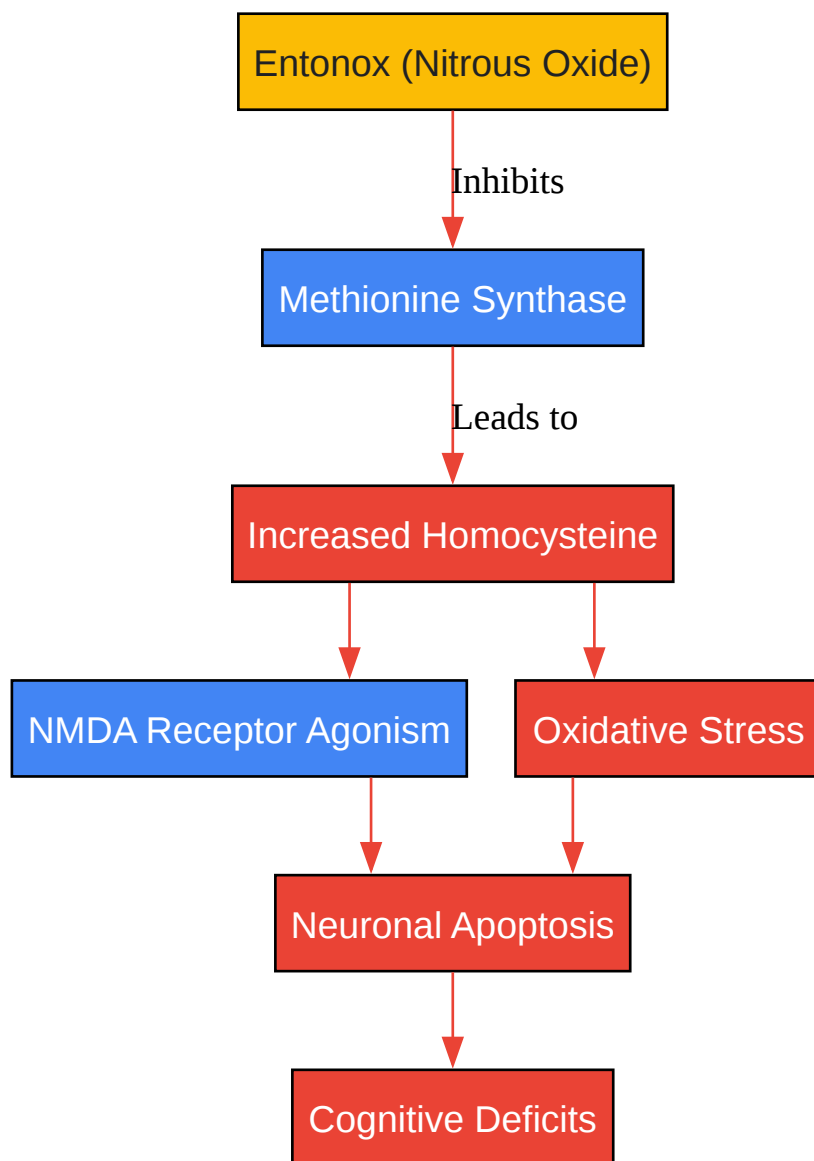 Entonox (Nitrous Oxide)
Inhibits
Methionine Synthase
Leads to
Increased Homocysteine
NMDA Receptor Agonism
Oxidative Stress
Neuronal Apoptosis
Cognitive Deficits